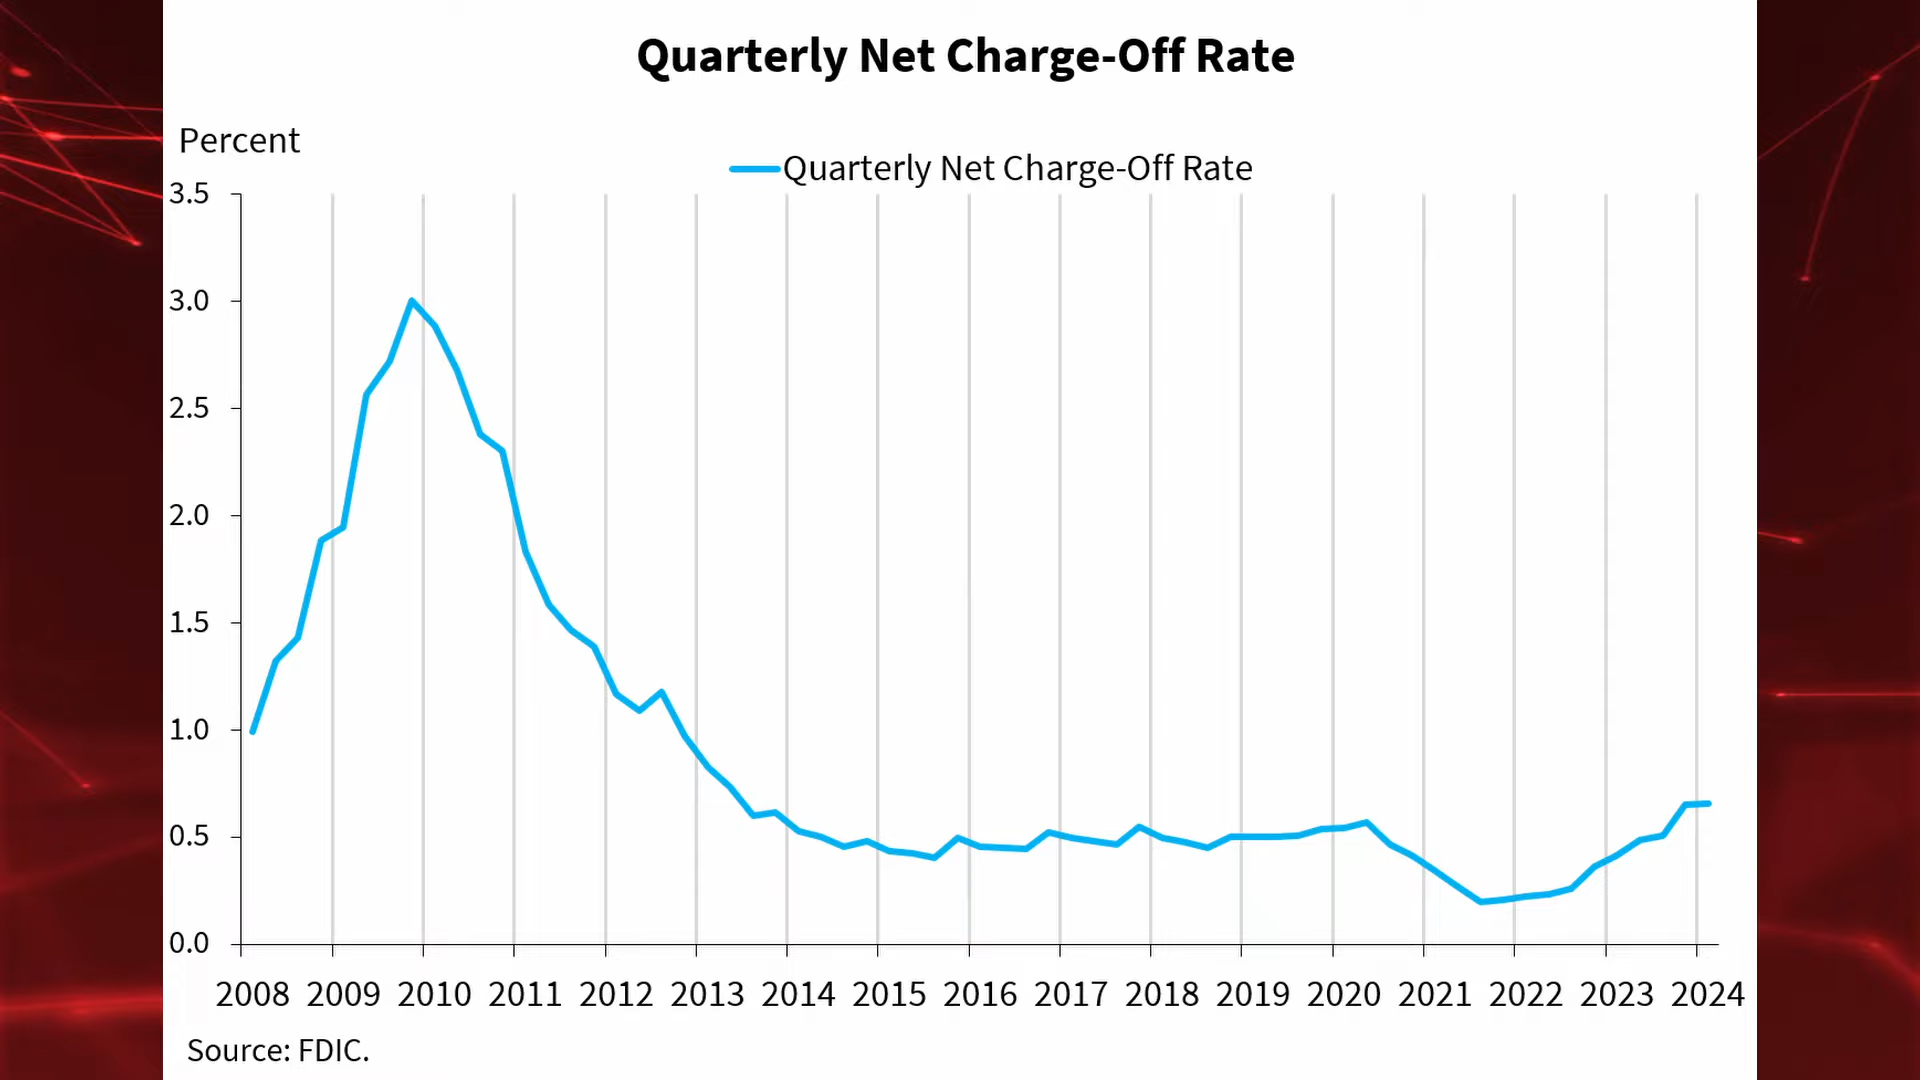 Quarterly Net Charge-Off Rate
Percent
Quarterly Net Charge-Off Rate
3.5
3.0
2.5
2.0
1.5
1.0
0.5
0.0
2008 2009 2010 2011 2012 2013 2014 2015 2016 2017 2018 2019 2020 2021 2022 2023 2024
Source: FDIC.